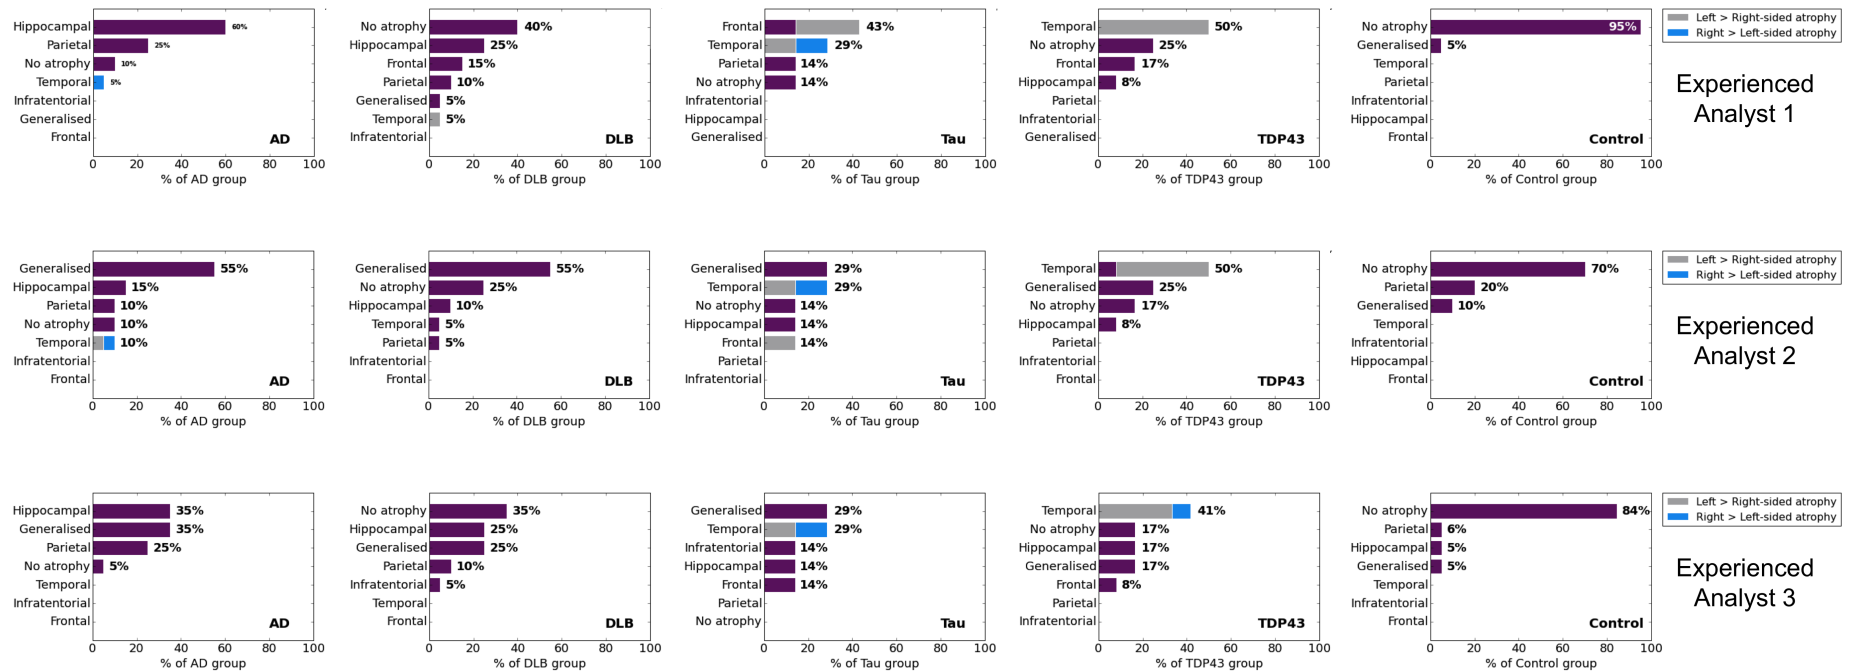 Hippocampal 60%
Parietal 25%
No atrophy 10%
Temporal 5%
Infratentorial
Generalised
Frontal
AD
0 20 40 60 80 100
% of AD group
No atrophy 40%
Hippocampal 25%
Frontal 15%
Parietal 10%
Generalised 5%
Temporal 5%
Infratentorial
DLB
0 20 40 60 80 100
% of DLB group
Frontal 43%
Temporal 29%
Parietal 14%
No atrophy 14%
Infratentorial
Hippocampal
Generalised
Tau
0 20 40 60 80 100
% of Tau group
Temporal 50%
No atrophy 25%
Frontal 17%
Hippocampal 8%
Parietal
Infratentorial
Generalised
TDP43
0 20 40 60 80 100
% of TDP43 group
No atrophy 95%
Generalised 5%
Temporal
Parietal
Infratentorial
Hippocampal
Frontal
Control
0 20 40 60 80 100
% of Control group
Left > Right-sided atrophy
Right > Left-sided atrophy
Experienced
Analyst 1
Generalised 55%
Hippocampal 15%
Parietal 10%
No atrophy 10%
Temporal 10%
Infratentorial
Frontal
AD
0 20 40 60 80 100
% of AD group
Generalised 55%
No atrophy 25%
Hippocampal 10%
Temporal 5%
Parietal 5%
Infratentorial
Frontal
DLB
0 20 40 60 80 100
% of DLB group
Generalised 29%
Temporal 29%
No atrophy 14%
Hippocampal 14%
Frontal 14%
Parietal
Infratentorial
Tau
0 20 40 60 80 100
% of Tau group
Temporal 50%
Generalised 25%
No atrophy 17%
Hippocampal 8%
Parietal
Infratentorial
Frontal
TDP43
0 20 40 60 80 100
% of TDP43 group
No atrophy 70%
Parietal 20%
Generalised 10%
Temporal
Infratentorial
Hippocampal
Frontal
Control
0 20 40 60 80 100
% of Control group
Left > Right-sided atrophy
Right > Left-sided atrophy
Experienced
Analyst 2
Hippocampal 35%
Generalised 35%
Parietal 25%
No atrophy 5%
Temporal
Infratentorial
Frontal
AD
0 20 40 60 80 100
% of AD group
No atrophy 35%
Hippocampal 25%
Generalised 25%
Parietal 10%
Infratentorial 5%
Temporal
Frontal
DLB
0 20 40 60 80 100
% of DLB group
Generalised 29%
Temporal 29%
Infratentorial 14%
Hippocampal 14%
Frontal 14%
Parietal
No atrophy
Tau
0 20 40 60 80 100
% of Tau group
Temporal 41%
No atrophy 17%
Hippocampal 17%
Generalised 17%
Frontal 8%
Parietal
Infratentorial
TDP43
0 20 40 60 80 100
% of TDP43 group
No atrophy 84%
Parietal 6%
Hippocampal 5%
Generalised 5%
Temporal
Infratentorial
Frontal
Control
0 20 40 60 80 100
% of Control group
Left > Right-sided atrophy
Right > Left-sided atrophy
Experienced
Analyst 3